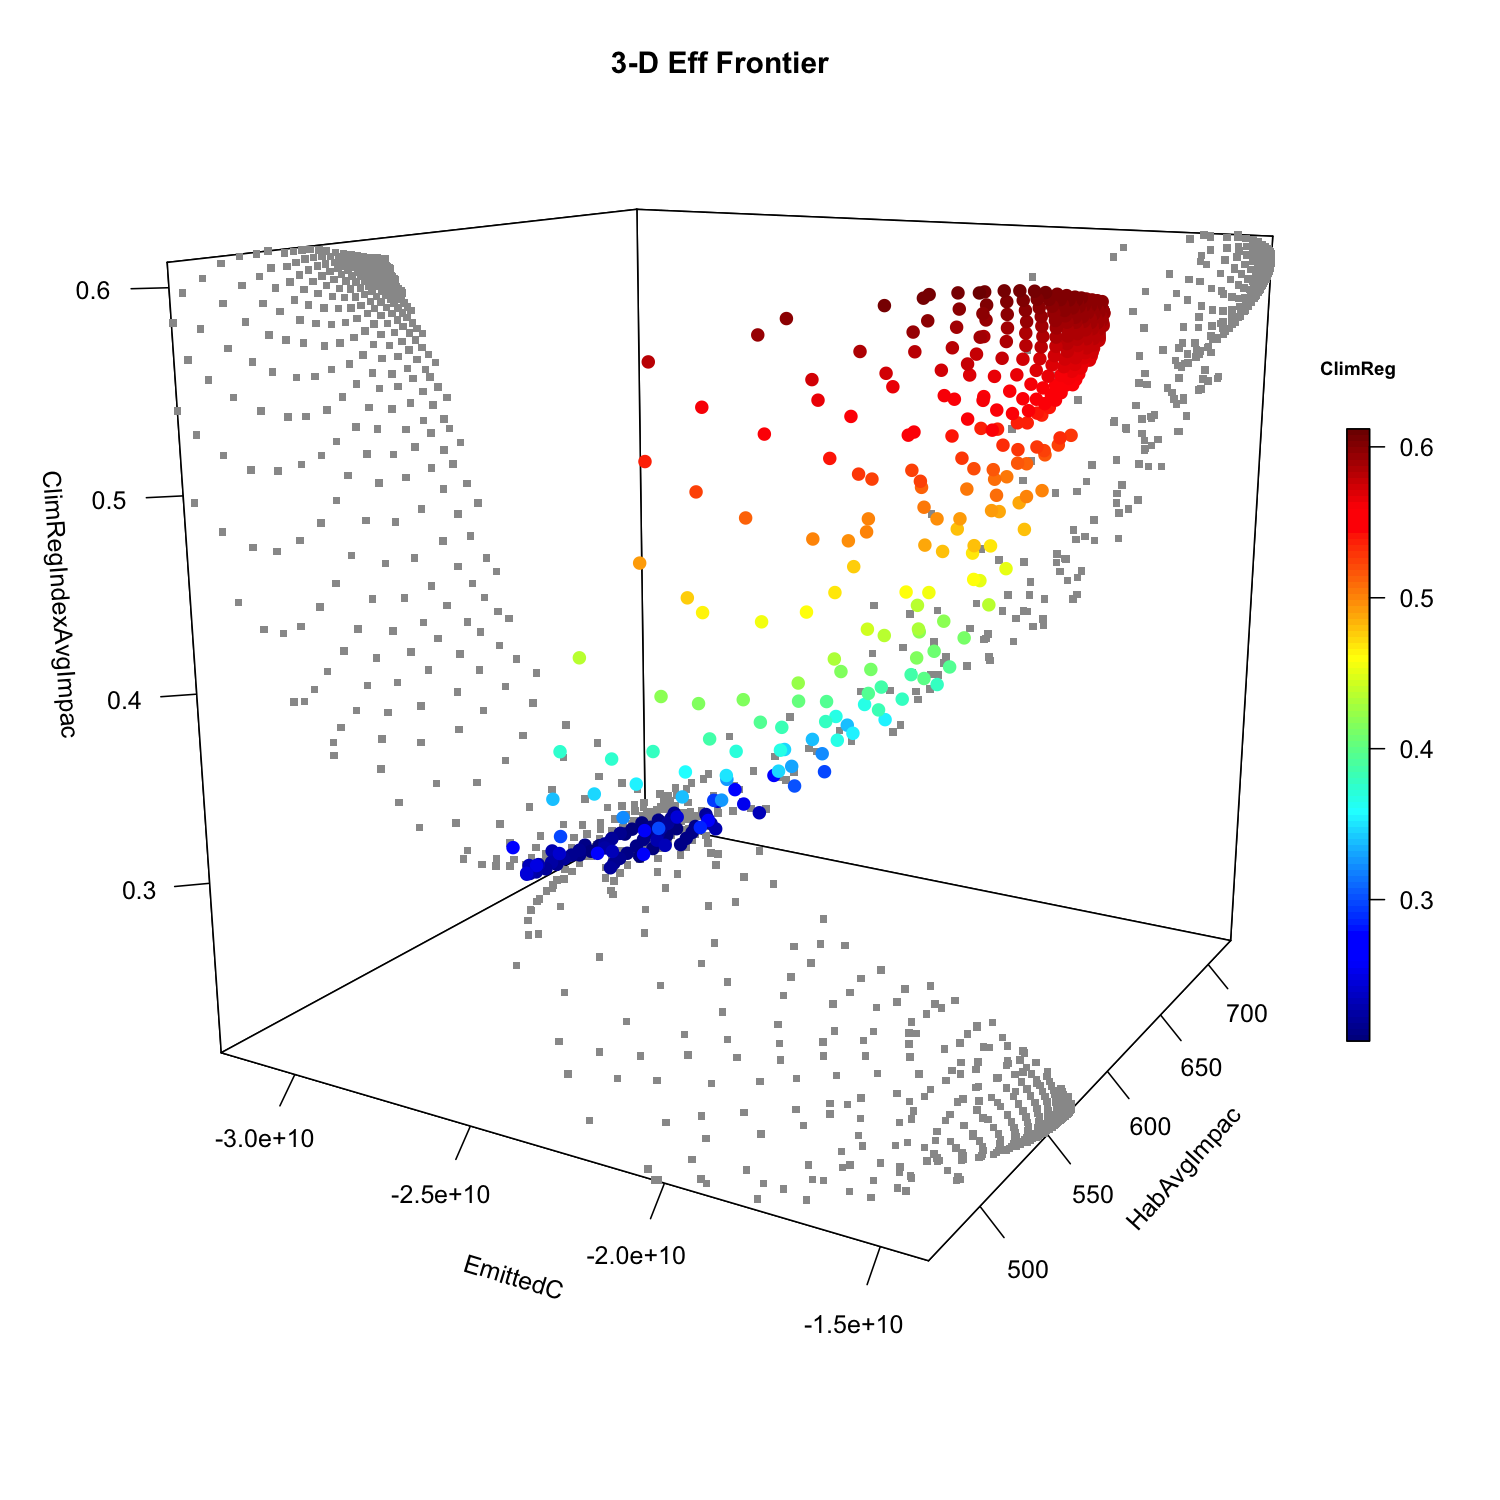 3-D Eff Frontier
ClimReg
0.6
0.5
0.4
0.3
ClimRegIndexAvgImpac
0.6
0.5
0.4
0.3
-3.0e+10
-2.5e+10
-2.0e+10
-1.5e+10
EmittedC
700
650
600
550
500
HabAvgImpac